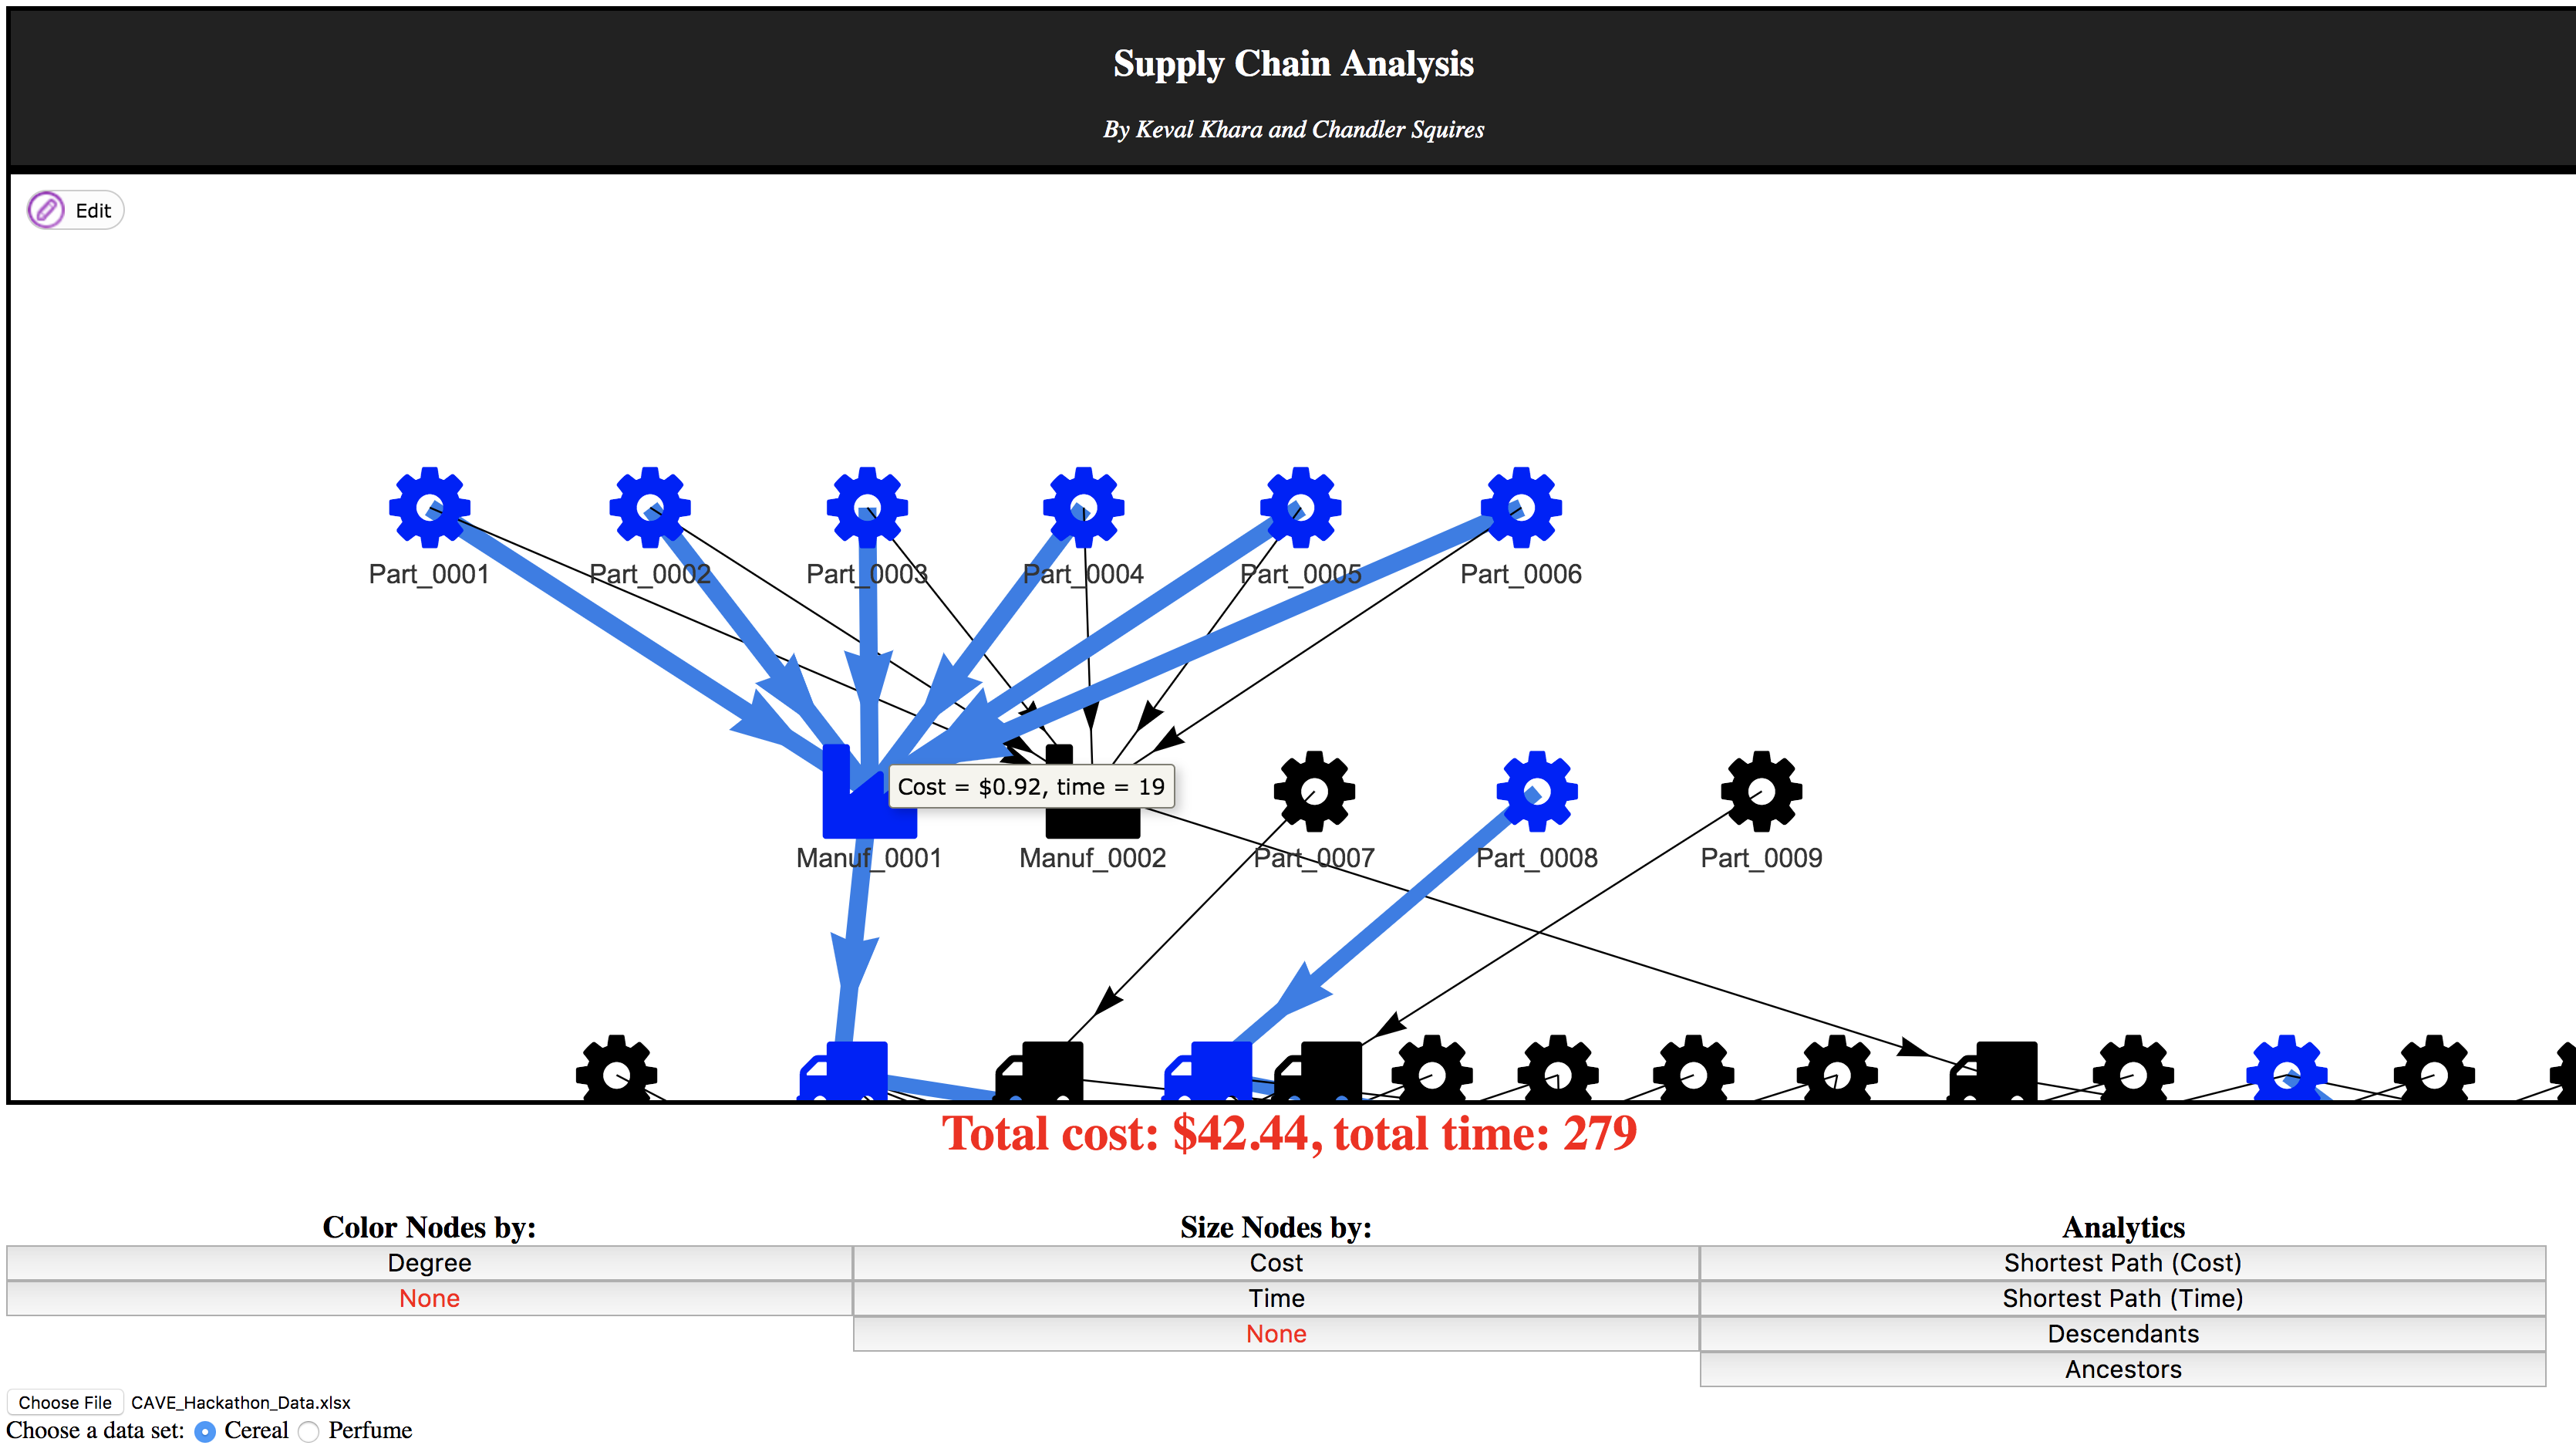 Supply Chain Analysis
By Keval Khara and Chandler Squires
Edit
Part_0001 Part_0002 Part_0003 Part_0004 Part_0005 Part_0006
Cost = $0.92, time = 19
Manuf_0001 Manuf_0002 Part_0007 Part_0008 Part_0009
Total cost: $42.44, total time: 279
Color Nodes by: Size Nodes by: Analytics
Degree Cost Shortest Path (Cost)
None Time Shortest Path (Time)
None Descendants
Ancestors
Choose File CAVE_Hackathon_Data.xlsx
Choose a data set: Cereal Perfume